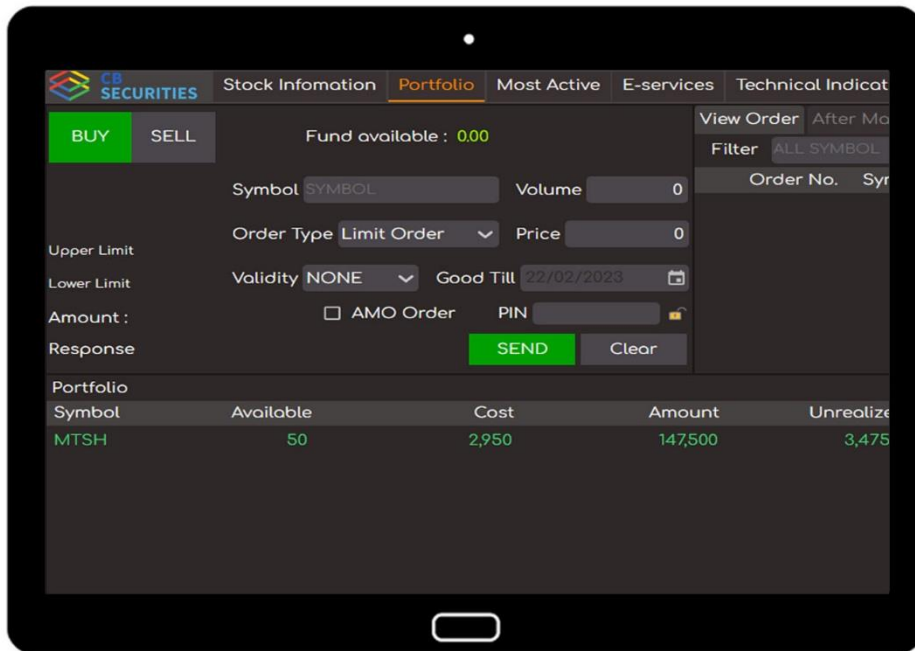 CB SECURITIES Stock Infomation Portfolio Most Active E-services Technical Indicat
BUY SELL Fund available : 0.00
View Order After Ma
Filter ALL SYMBOL
Order No. Syr
Symbol SYMBOL Volume 0
Order Type Limit Order Price 0
Upper Limit
Validity NONE Good Till 22/02/2023
Lower Limit
Amount : AMO Order PIN
Response SEND Clear
Portfolio
Symbol Available Cost Amount Unrealize
MTSH 50 2,950 147,500 3,475